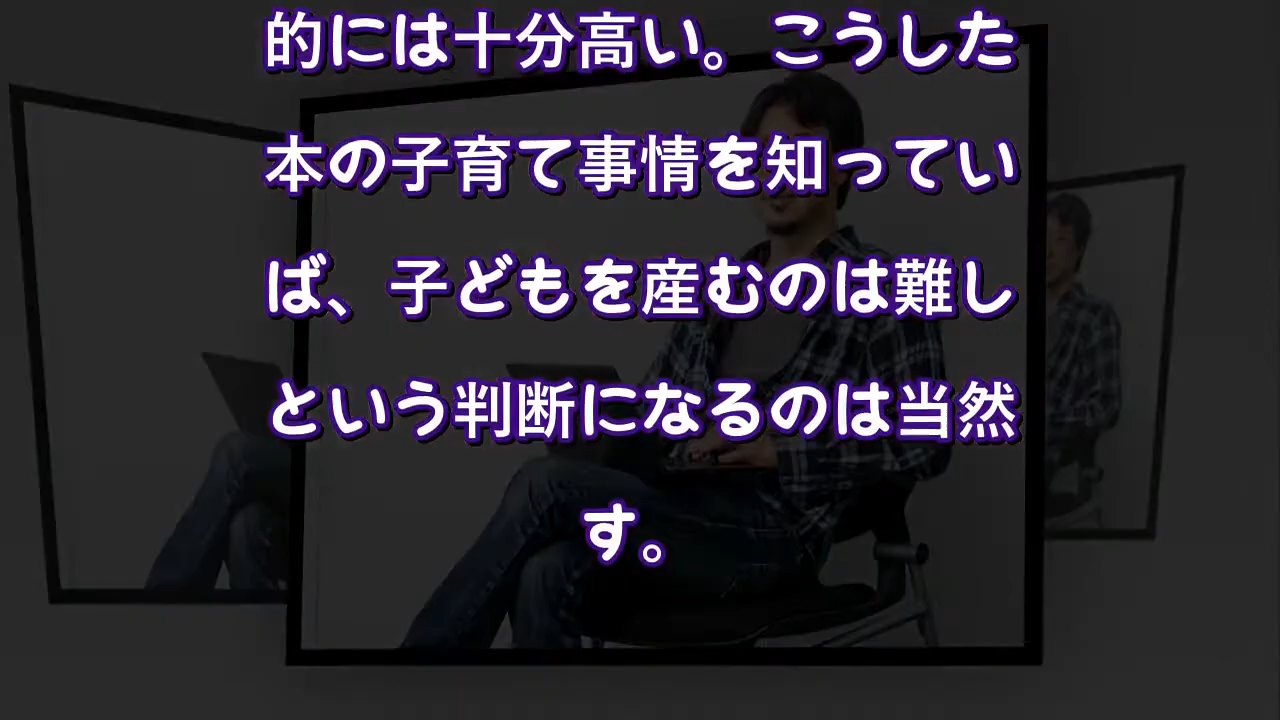 的には十分高い。こうした
本の子育て事情を知ってい
ば、子どもを産むのは難し
という判断になるのは当然
す。